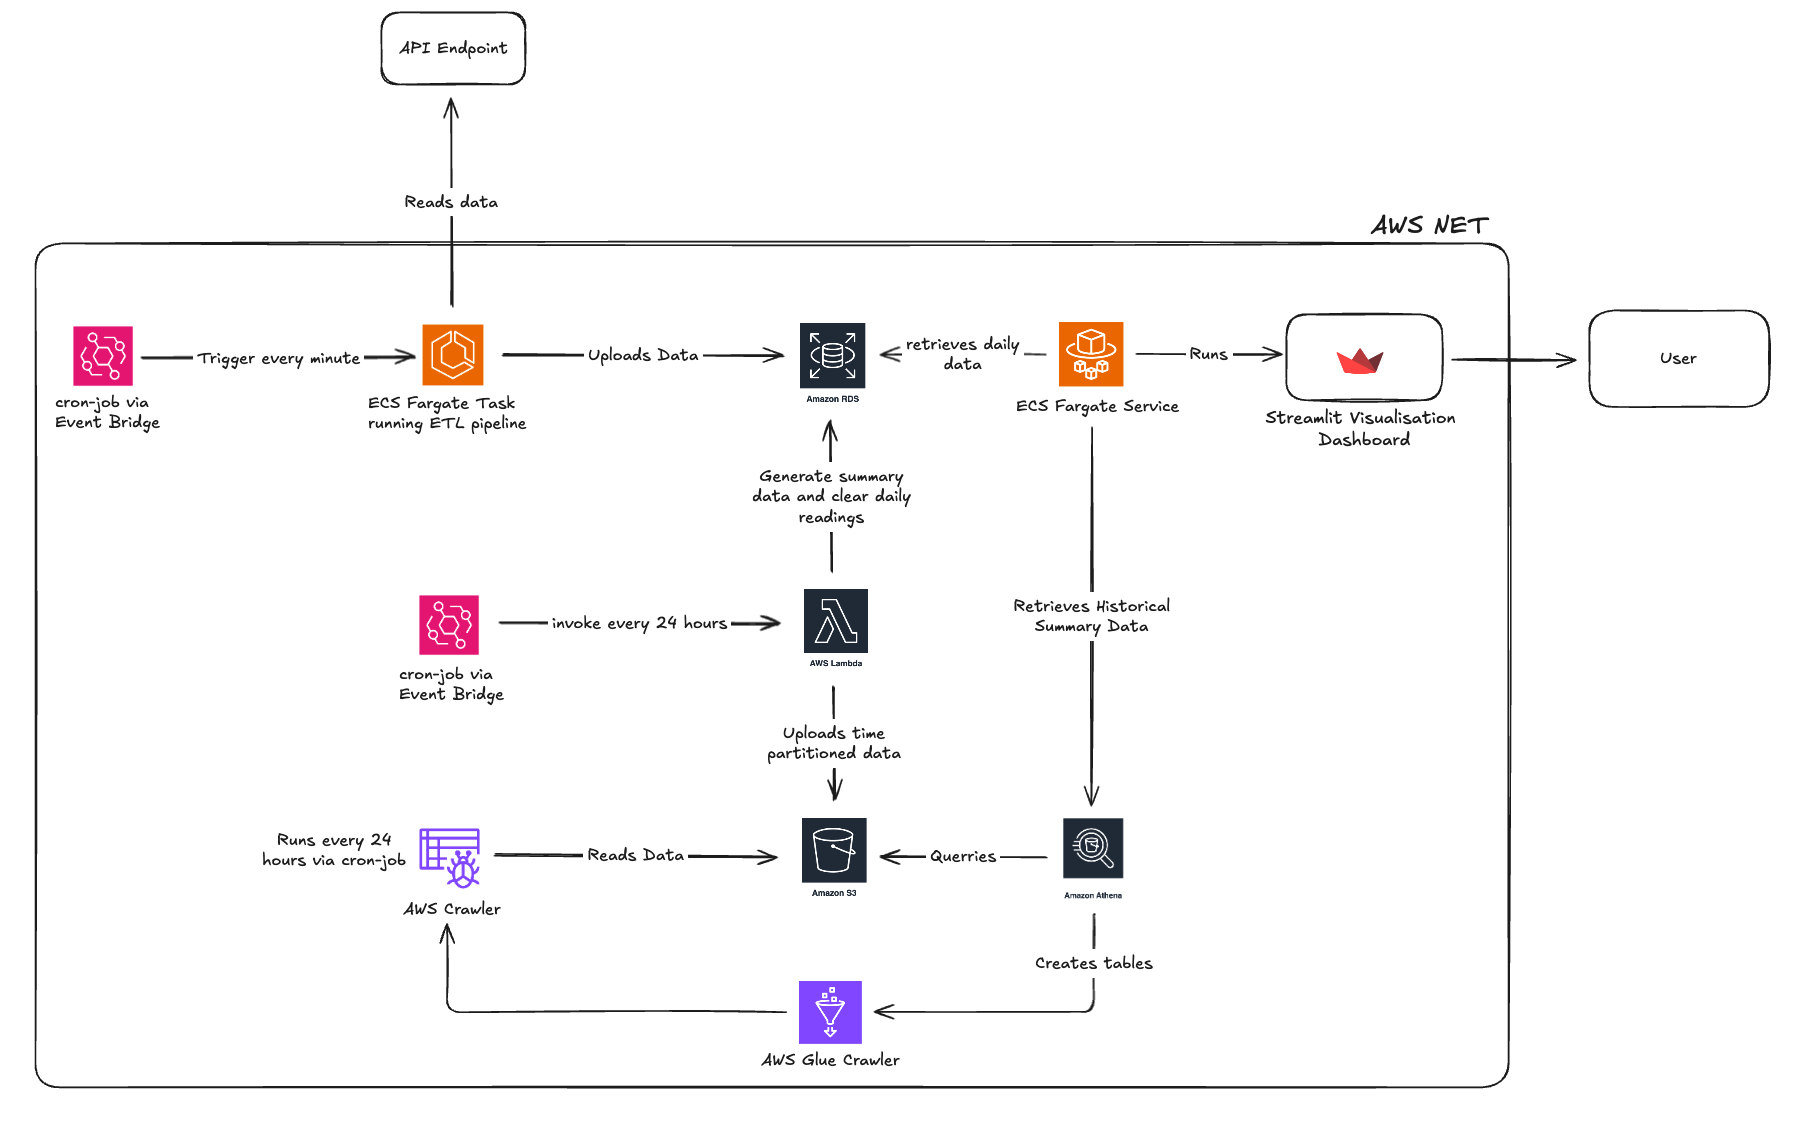 API Endpoint
Reads data
AWS NET
Trigger every minute
Uploads Data
retrieves daily
data
Runs
User
cron-job via
Event Bridge
ECS Fargate Task
running ETL pipeline
Amazon RDS
ECS Fargate Service
Streamlit Visualisation
Dashboard
Generate summary
data and clear daily
readings
invoke every 24 hours
cron-job via
Event Bridge
AWS Lambda
Retrieves Historical
Summary Data
Uploads time
partitioned data
Runs every 24
hours via cron-job
Reads Data
Querries
AWS Crawler
Amazon S3
Amazon Athena
Creates tables
AWS Glue Crawler